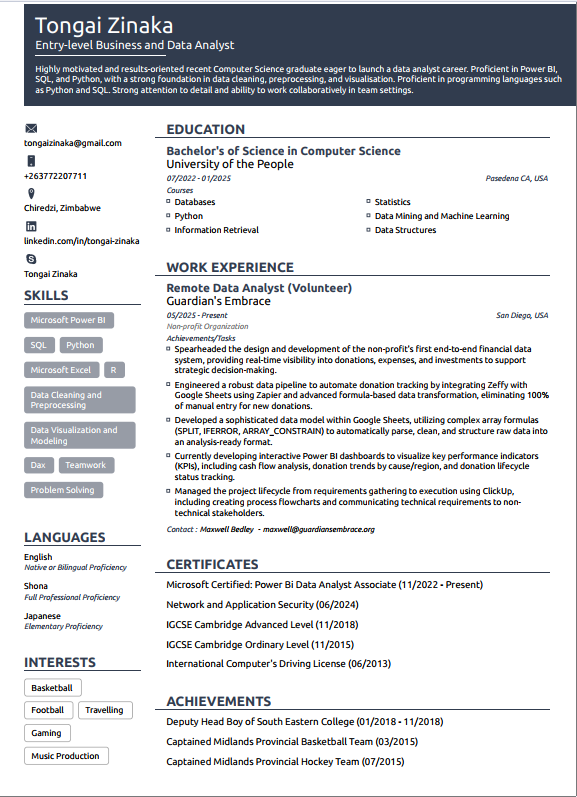 Tongai Zinaka
Entry-level Business and Data Analyst
Highly motivated and results-oriented recent Computer Science graduate eager to launch a data analyst career. Proficient in Power BI,
SQL, and Python, with a strong foundation in data cleaning, preprocessing, and visualisation. Proficient in programming languages such
as Python and SQL. Strong attention to detail and ability to work collaboratively in team settings.
tongaizinaka@gmail.com
+263772207711
Chiredzi, Zimbabwe
linkedin.com/in/tongai-zinaka
Tongai Zinaka
SKILLS
Microsoft Power BI
SQL
Python
Microsoft Excel
R
Data Cleaning and
Preprocessing
Data Visualization and
Modeling
Dax
Teamwork
Problem Solving
LANGUAGES
English
Native or Bilingual Proficiency
Shona
Full Professional Proficiency
Japanese
Elementary Proficiency
INTERESTS
Basketball
Football
Travelling
Gaming
Music Production
EDUCATION
Bachelor's of Science in Computer Science
University of the People
07/2022 - 01/2025
Pasedena CA, USA
Courses
Databases
Statistics
Python
Data Mining and Machine Learning
Information Retrieval
Data Structures
WORK EXPERIENCE
Remote Data Analyst (Volunteer)
Guardian's Embrace
05/2025 - Present
San Diego, USA
Non-profit Organization
Achievements/Tasks
Spearheaded the design and development of the non-profit's first end-to-end financial data
system, providing real-time visibility into donations, expenses, and investments to support
strategic decision-making.
Engineered a robust data pipeline to automate donation tracking by integrating Zeffy with
Google Sheets using Zapier and advanced formula-based data transformation, eliminating 100%
of manual entry for new donations.
Developed a sophisticated data model within Google Sheets, utilizing complex array formulas
(SPLIT, IFERROR, ARRAY_CONSTRAIN) to automatically parse, clean, and structure raw data into
an analysis-ready format.
Currently developing interactive Power BI dashboards to visualize key performance indicators
(KPIs), including cash flow analysis, donation trends by cause/region, and donation lifecycle
status tracking.
Managed the project lifecycle from requirements gathering to execution using ClickUp,
including creating process flowcharts and communicating technical requirements to non-
technical stakeholders.
Contact : Maxwell Bedley - maxwell@guardiansembrace.org
CERTIFICATES
Microsoft Certified: Power Bi Data Analyst Associate (11/2022 - Present)
Network and Application Security (06/2024)
IGCSE Cambridge Advanced Level (11/2018)
IGCSE Cambridge Ordinary Level (11/2015)
International Computer's Driving License (06/2013)
ACHIEVEMENTS
Deputy Head Boy of South Eastern College (01/2018 - 11/2018)
Captained Midlands Provincial Basketball Team (03/2015)
Captained Midlands Provincial Hockey Team (07/2015)